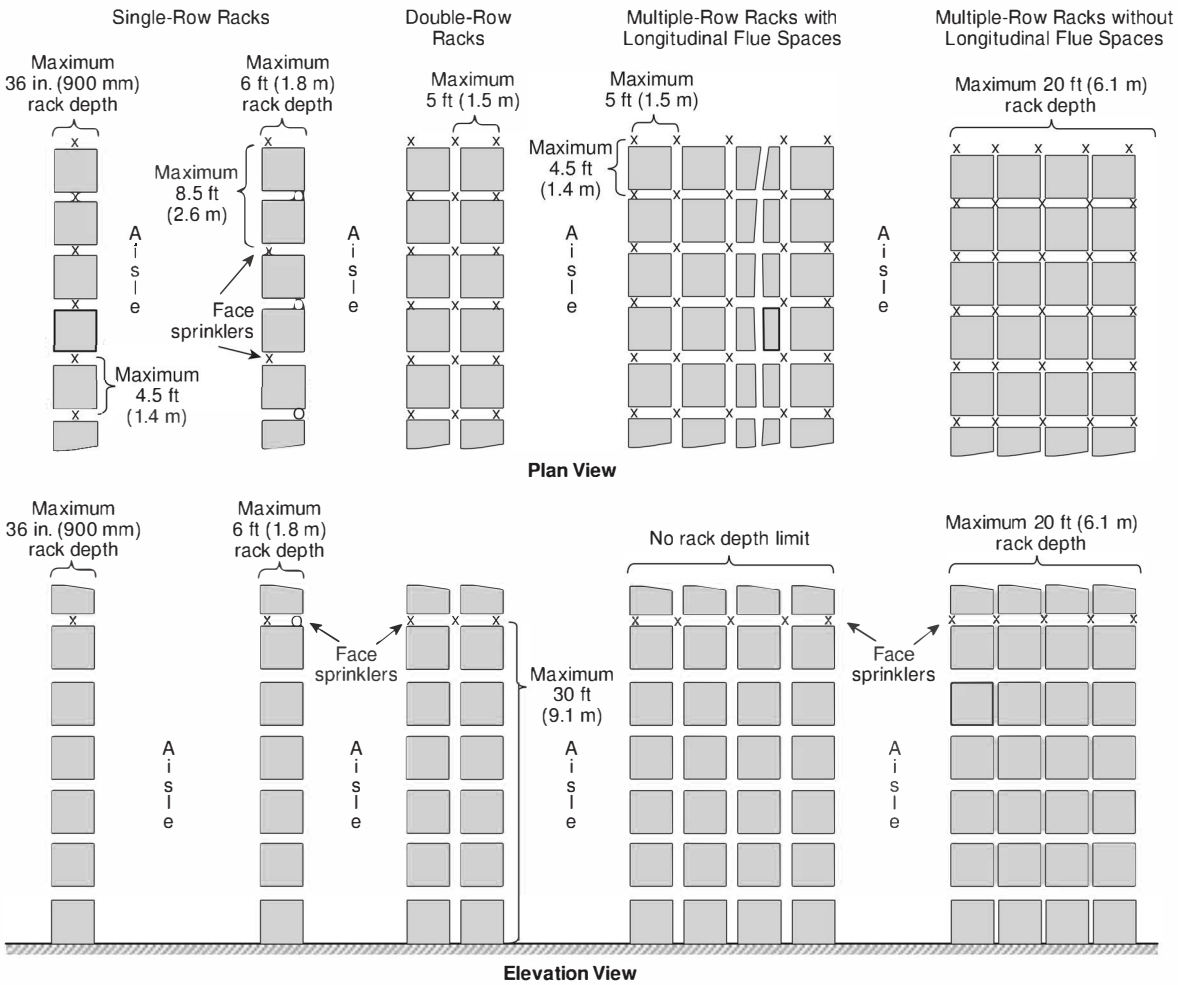 Single-Row Racks
Double-Row
Racks
Multiple-Row Racks with
Longitudinal Flue Spaces
Multiple-Row Racks without
Longitudinal Flue Spaces
Maximum
36 in. (900 mm)
rack depth
Maximum
6 ft (1.8 m)
rack depth
Maximum
5 ft (1.5 m)
Maximum
5 ft (1.5 m)
Maximum 20 ft (6.1 m)
rack depth
Maximum
8.5 ft
(2.6 m)
Maximum
4.5 ft
(1.4 m)
Aisle
Aisle
Aisle
Aisle
Face
sprinklers
Maximum
4.5 ft
(1.4 m)
Plan View
Maximum
36 in. (900 mm)
rack depth
Maximum
6 ft (1.8 m)
rack depth
No rack depth limit
Maximum 20 ft (6.1 m)
rack depth
Face
sprinklers
Maximum
30 ft
(9.1 m)
Face
sprinklers
Aisle
Aisle
Aisle
Aisle
Elevation View